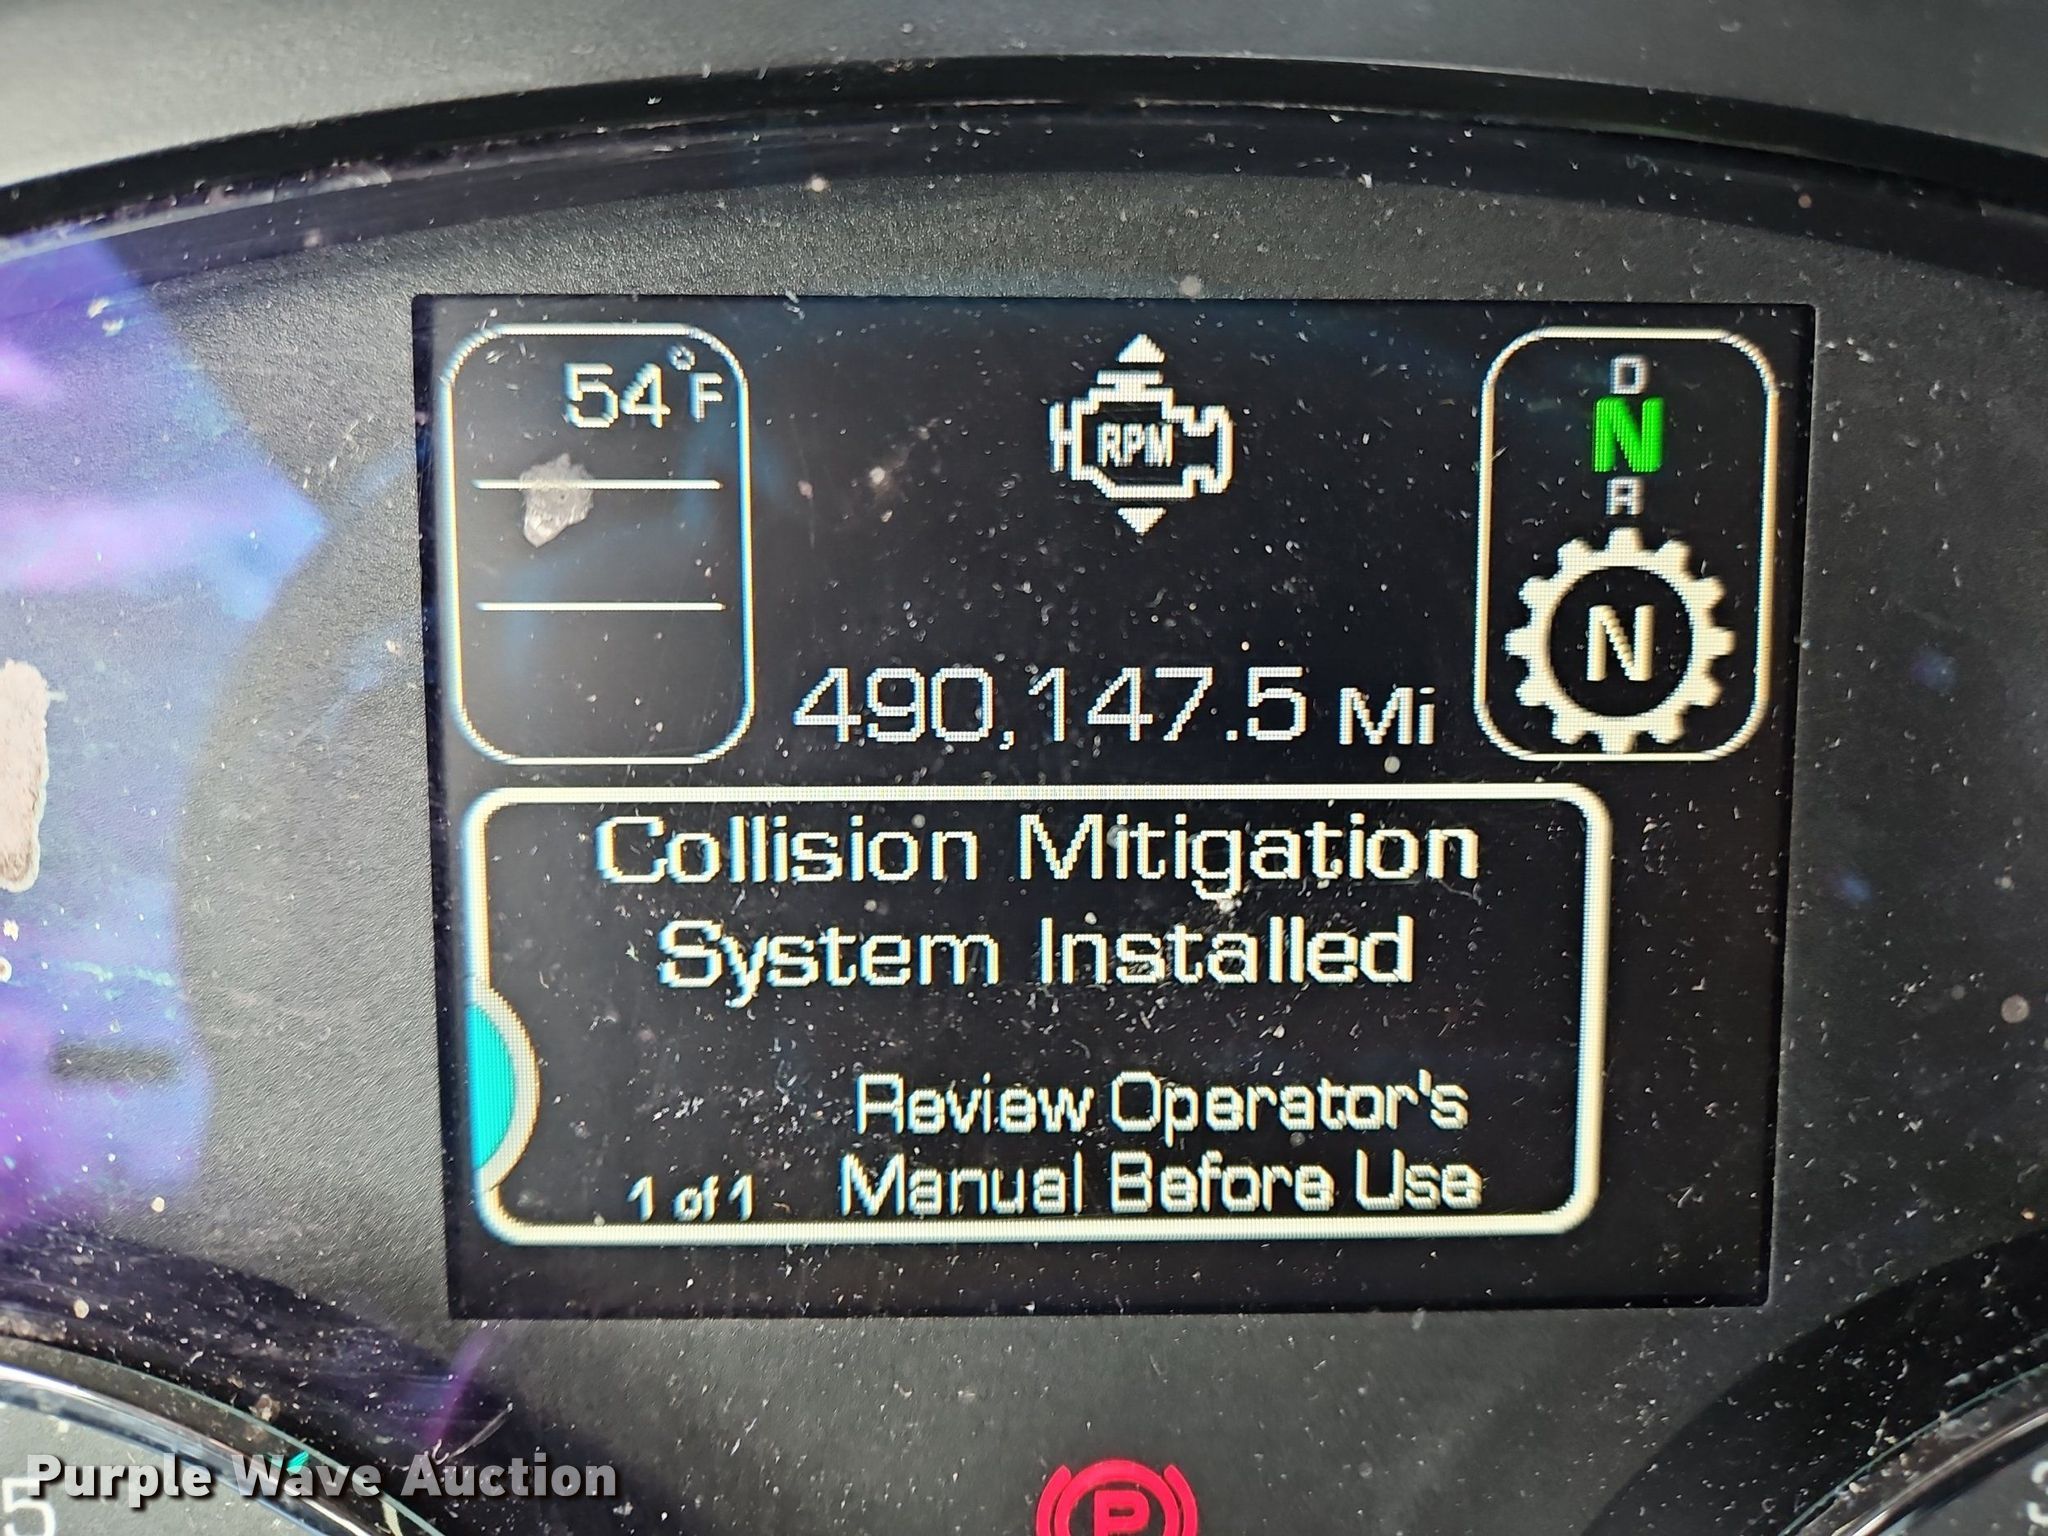 54°F
RPM
D
N
R
N
490,147.5 Mi
Collision Mitigation
System Installed
Review Operator's
1 of 1 Manual Before Use
Purple Wave Auction
5
P